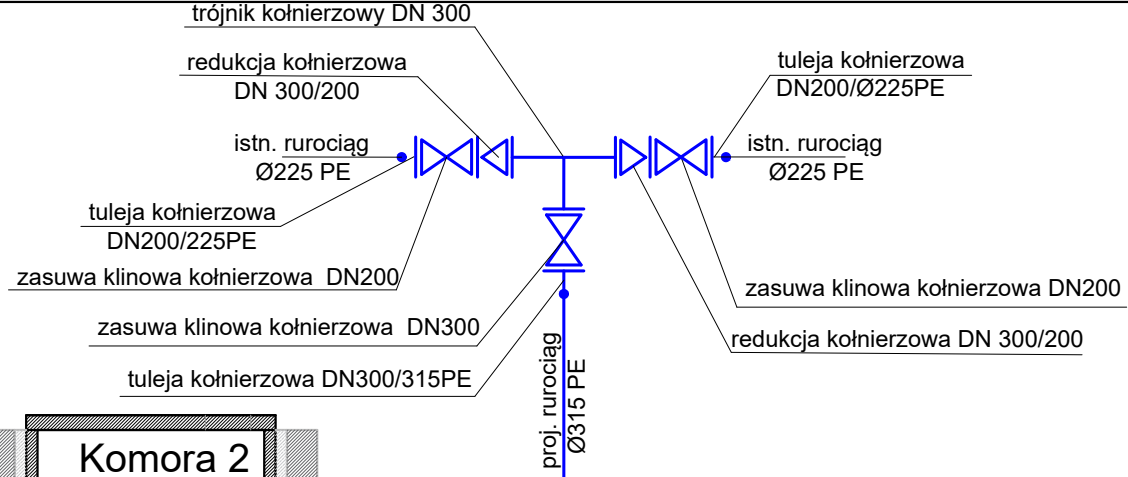 trójnik kołnierzowy DN 300
redukcja kołnierzowa
DN 300/200
tuleja kołnierzowa
DN200/Ø225PE
istn. rurociąg
Ø225 PE
istn. rurociąg
Ø225 PE
tuleja kołnierzowa
DN200/225PE
zasuwa klinowa kołnierzowa DN200
zasuwa klinowa kołnierzowa DN200
zasuwa klinowa kołnierzowa DN300
redukcja kołnierzowa DN 300/200
tuleja kołnierzowa DN300/315PE
proj. rurociąg
Ø315 PE
Komora 2